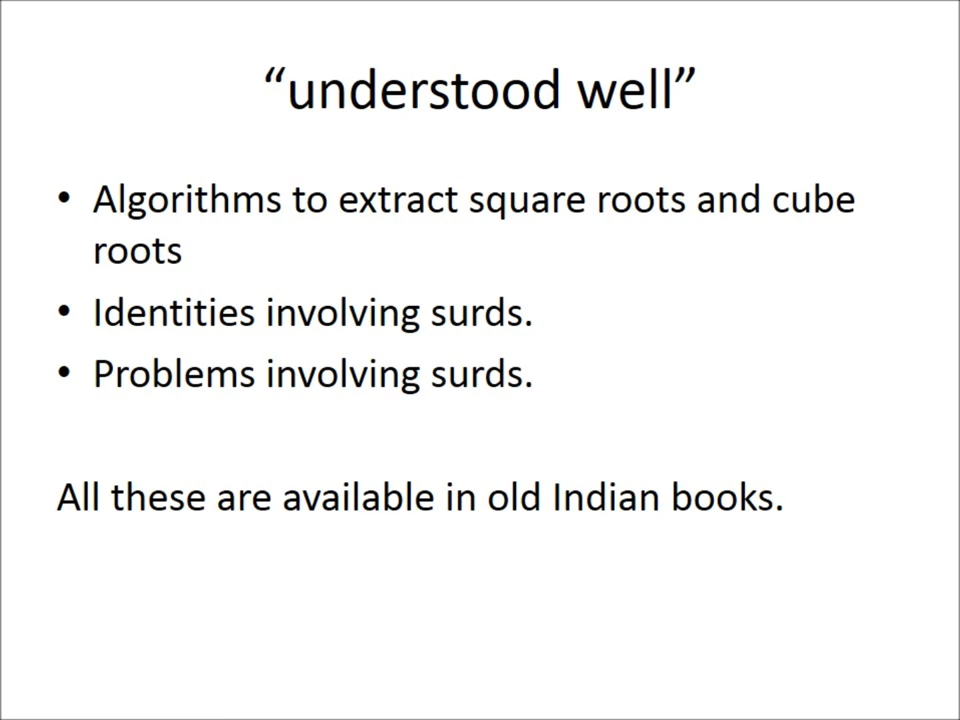 “understood well”
• Algorithms to extract square roots and cube
roots
• Identities involving surds.
• Problems involving surds.
All these are available in old Indian books.